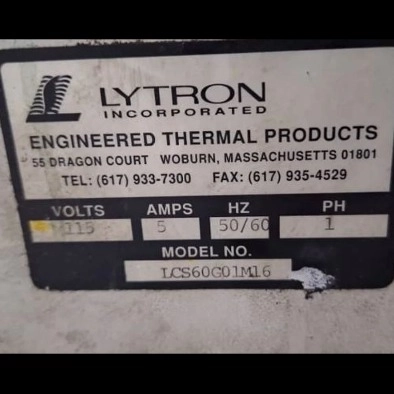 LYTRON
INCORPORATED
ENGINEERED THERMAL PRODUCTS
55 DRAGON COURT WOBURN, MASSACHUSETTS 01801
TEL: (617) 933-7300 FAX: (617) 935-4529
VOLTS AMPS HZ PH
115 5 50/60 1
MODEL NO.
LCS60G01M16